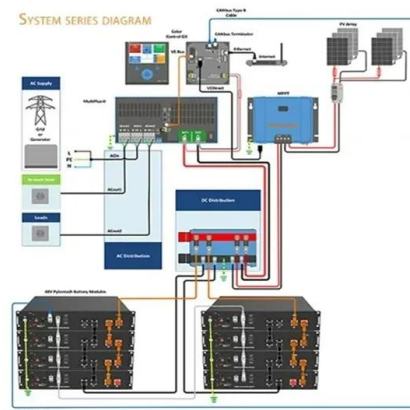 SYSTEM SERIES DIAGRAM
CANbus Type B
Cable
Color
Control GX
CANbus Terminator
PV Array
Ethernet
VE Bus
Internet
AC Supply
VEDirect
MPPT
MultiPlus-II
Grid
or
Generator
L
PE
N
ACin
ACout1
Loads
ACout2
DC Distribution
AC Distribution
48V Pylontech Battery Modules